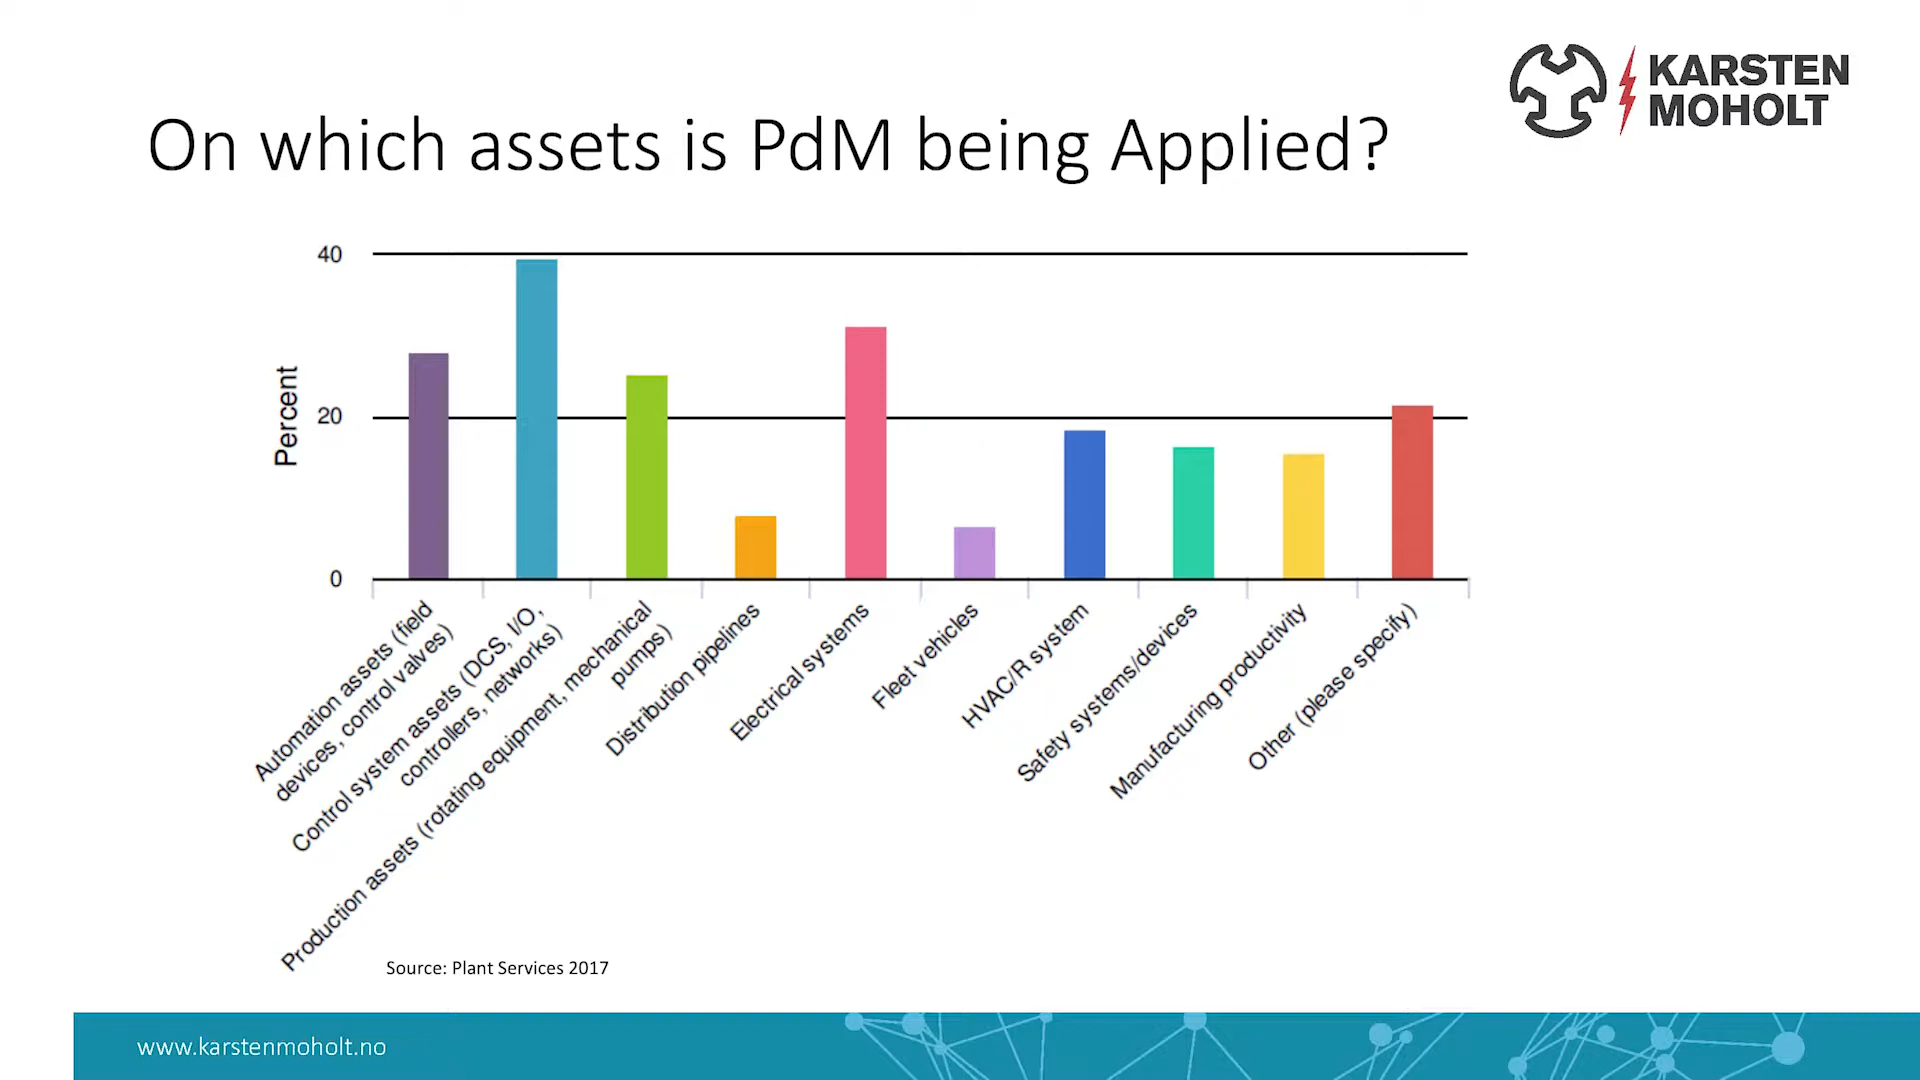 KARSTEN
MOHOLT
On which assets is PdM being Applied?
40
20
0
Percent
Automation assets (field
devices, control valves)
Control system assets (DCS, I/O,
controllers, networks)
Production assets (rotating equipment, mechanical
pumps)
Distribution pipelines
Electrical systems
Fleet vehicles
HVAC/R system
Safety systems/devices
Manufacturing productivity
Other (please specify)
Source: Plant Services 2017
www.karstenmoholt.no